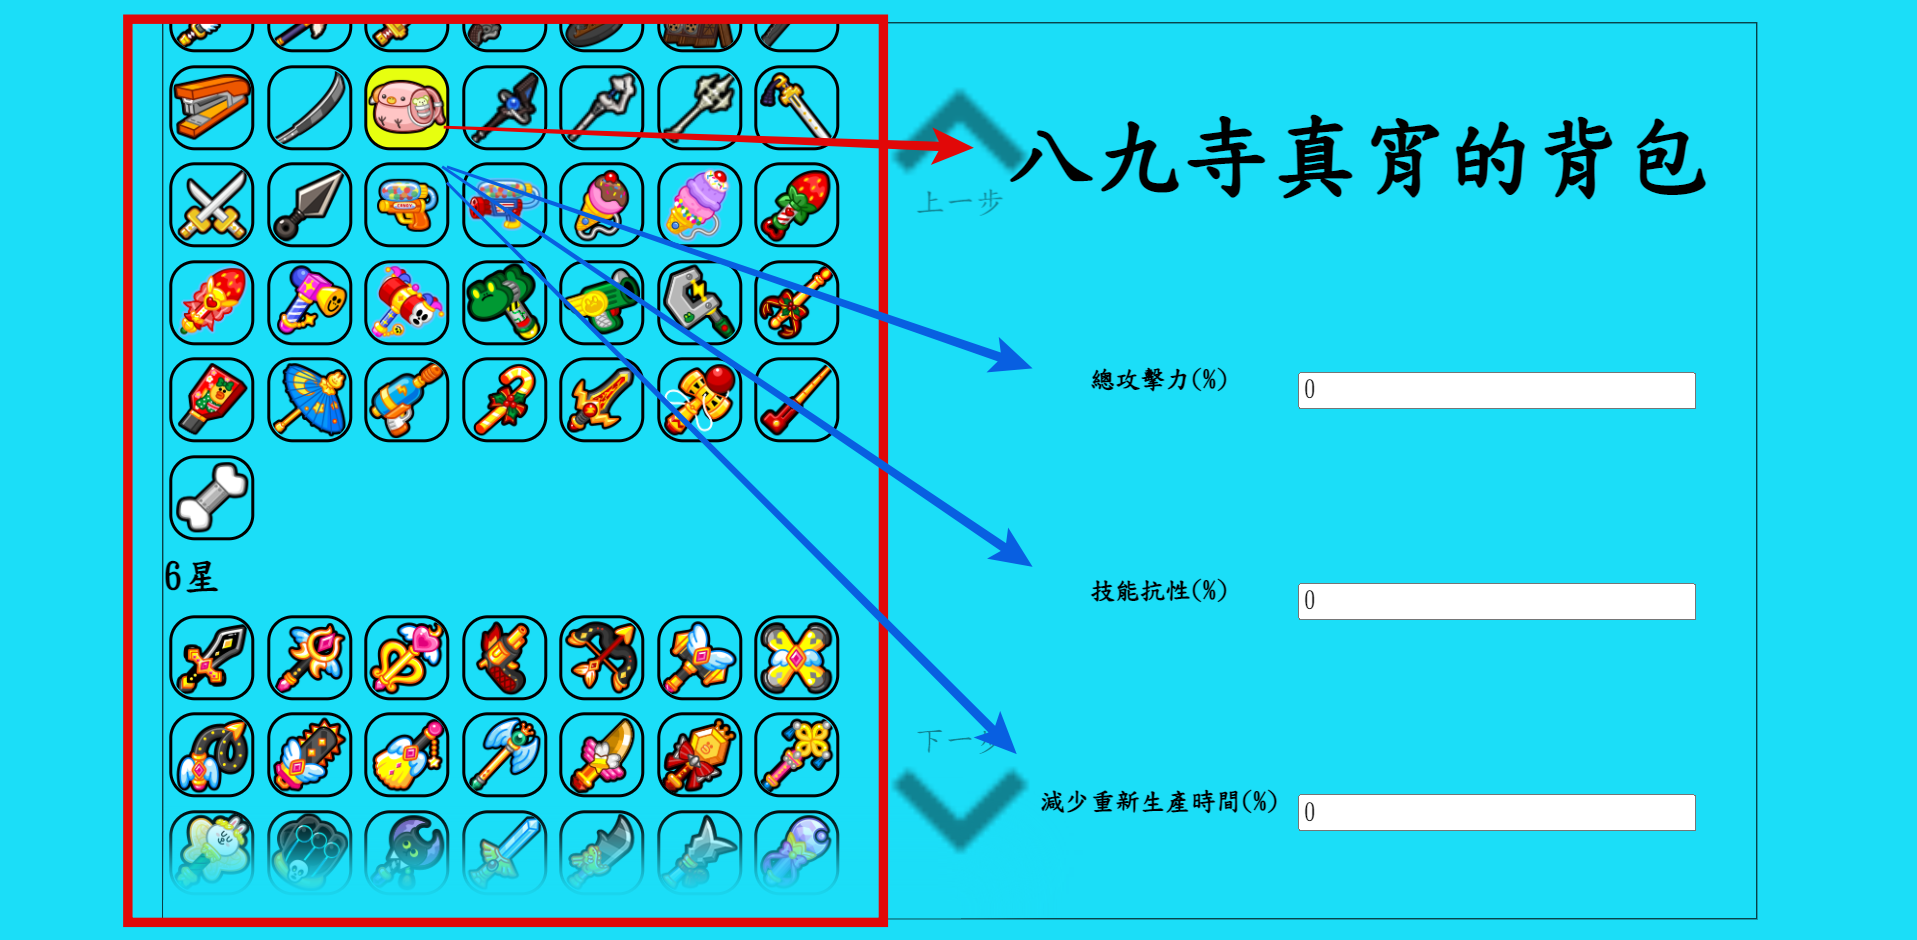 八九寺真宵的背包
上一步
總攻擊力(%)
0
6星
技能抗性(%)
0
下一步
減少重新生產時間(%)
0